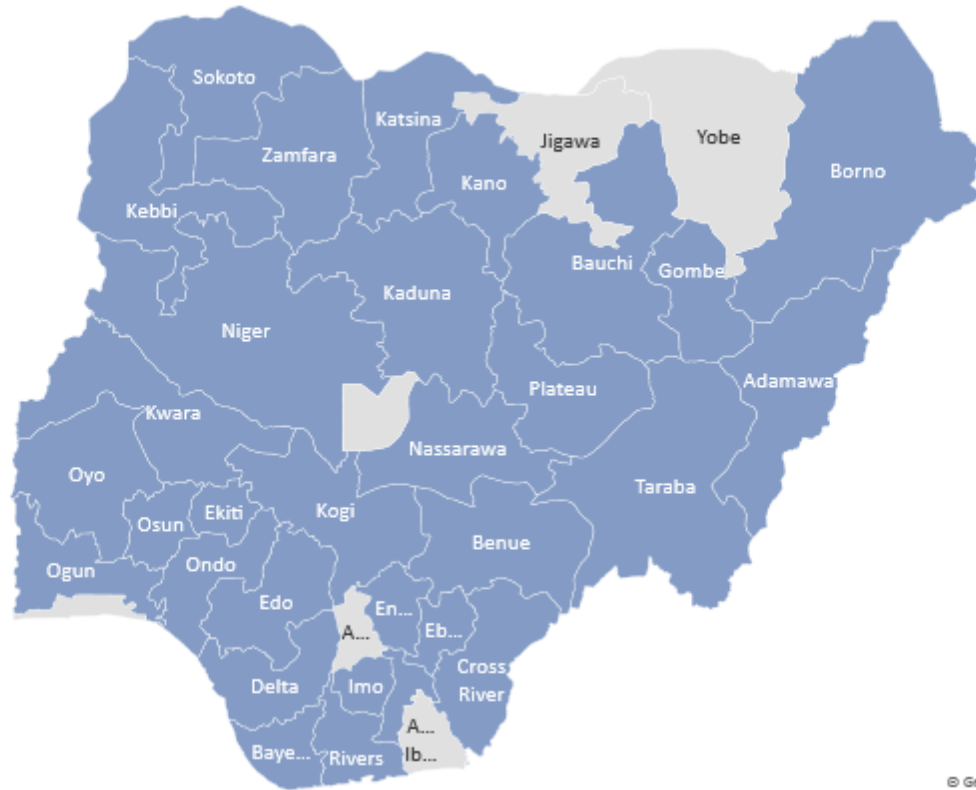 Sokoto
Katsina
Zamfara
Jigawa
Yobe
Kano
Borno
Kebbi
Bauchi
Gombe
Kaduna
Niger
Adamawa
Plateau
Kwara
Nassarawa
Oyo
Taraba
Kogi
Ekiti
Osun
Benue
Ondo
Ogun
Edo
En...
A...
Eb...
Cross
River
Delta
Imo
A...
Ib...
Baye...
Rivers